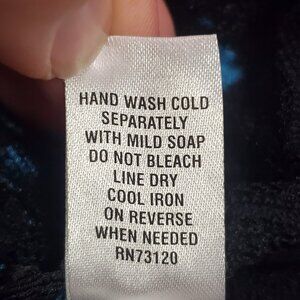 HAND WASH COLD
SEPARATELY
WITH MILD SOAP
DO NOT BLEACH
LINE DRY
COOL IRON
ON REVERSE
WHEN NEEDED
RN73120